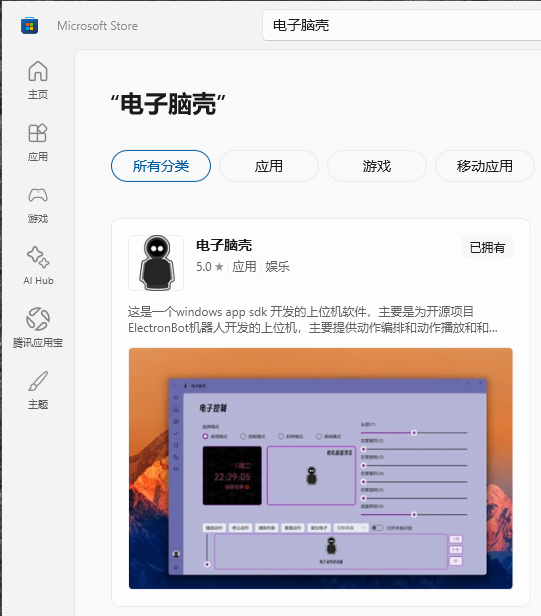 Microsoft Store
电子脑壳
主页
应用
游戏
AI Hub
腾讯应用宝
主题
“电子脑壳”
所有分类
应用
游戏
移动应用
电子脑壳
已拥有
5.0 ★ 应用 娱乐
这是一个windows app sdk 开发的上位机软件，主要是为开源项目
ElectronBot机器人开发的上位机，主要提供动作编排和动作播放和和...
电子脑壳
电子控制
22:29:05